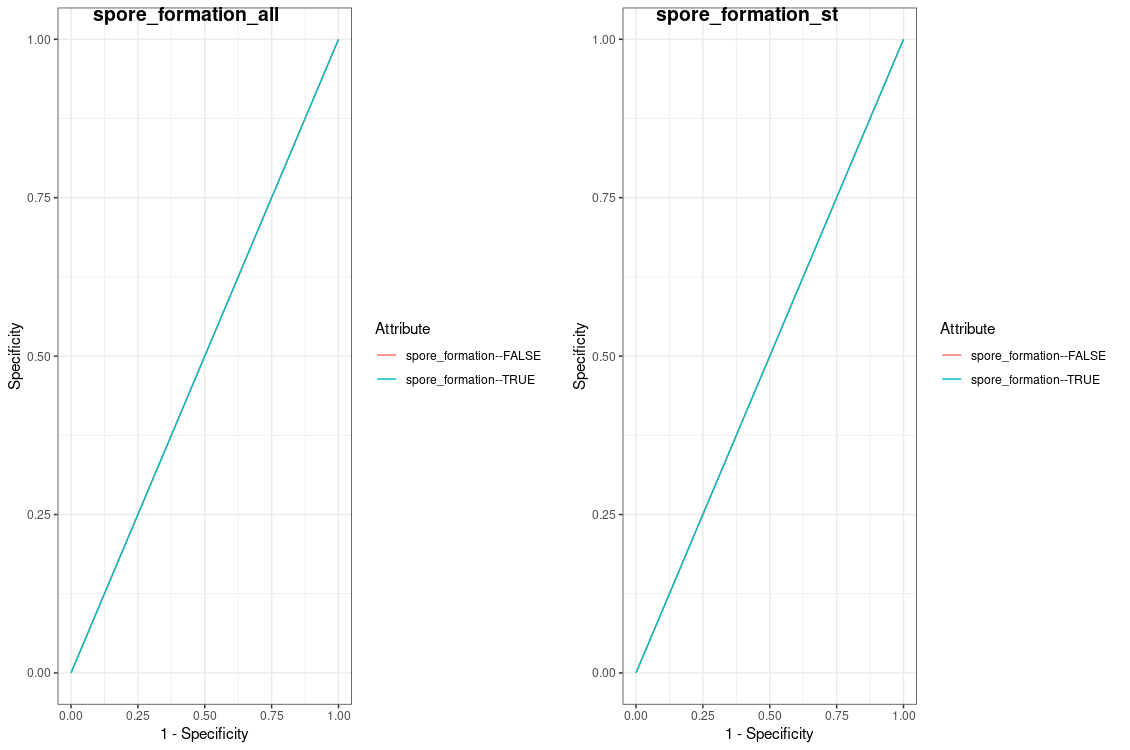 spore_formation_all
1.00
0.75
0.50
0.25
0.00
Specificity
0.00 0.25 0.50 0.75 1.00
1 - Specificity
Attribute
spore_formation--FALSE
spore_formation--TRUE
spore_formation_st
1.00
0.75
0.50
0.25
0.00
Specificity
0.00 0.25 0.50 0.75 1.00
1 - Specificity
Attribute
spore_formation--FALSE
spore_formation--TRUE